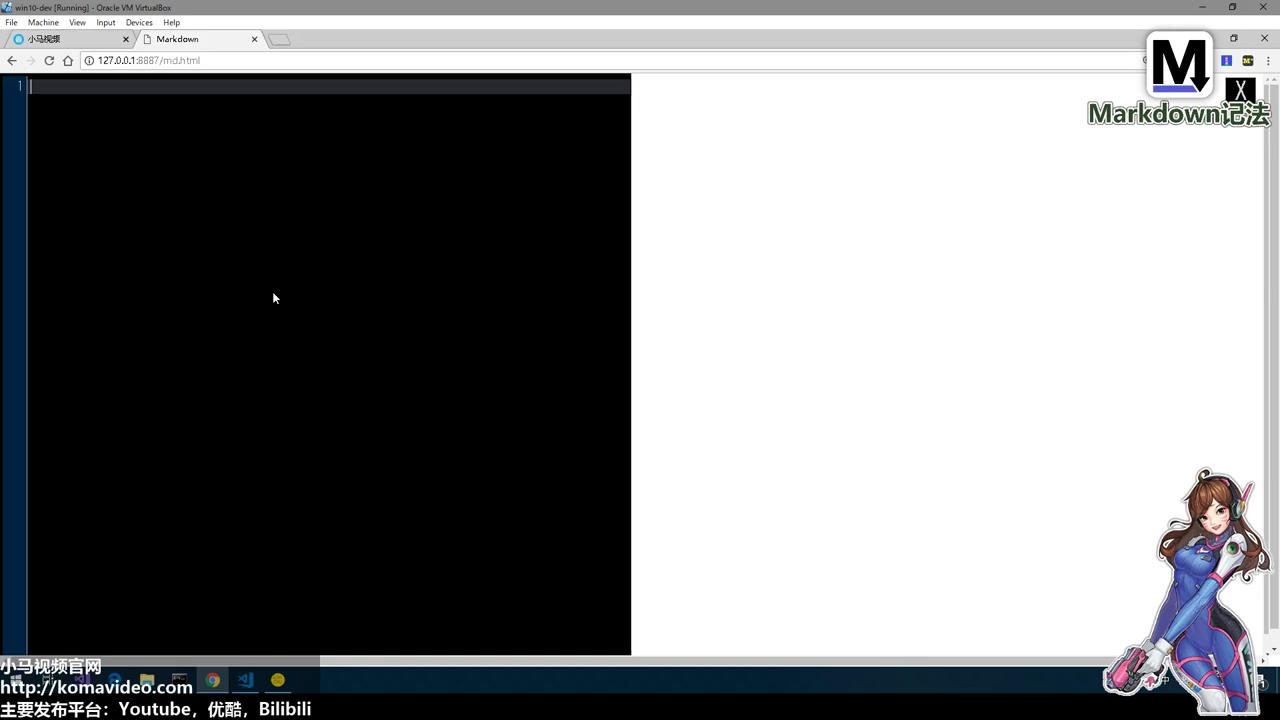 win10-dev [Running] - Oracle VM VirtualBox
File Machine View Input Devices Help
小马视频
Markdown
127.0.0.1:8887/md.html
M
Markdown记法
1
小马视频官网
http://komavideo.com
主要发布平台：Youtube，优酷，Bilibili
中